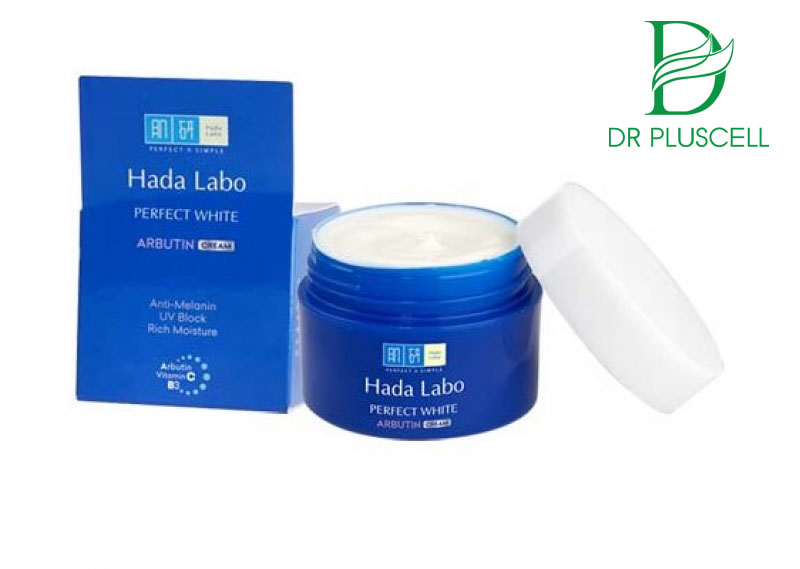 DR PLUSCELL
肌 研
Hada
Labo
PERFECT × SIMPLE
Hada Labo
PERFECT WHITE
ARBUTIN CREAM
Anti-Melanin
UV Block
Rich Moisture
Arbutin
Vitamin C
B3
肌 研
Hada
Labo
PERFECT × SIMPLE
Hada Labo
PERFECT WHITE
ARBUTIN CREAM